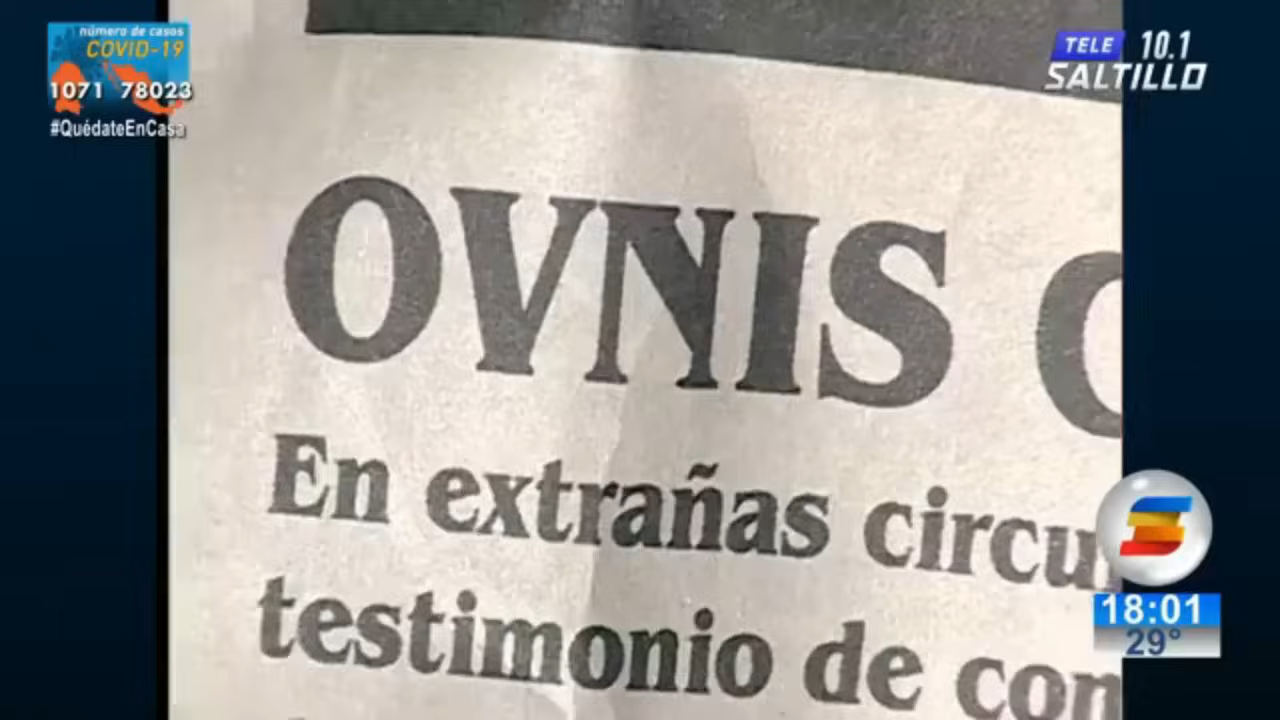 número de casos
COVID-19
1071 78023
#QuédateEnCasa
TELE 10.1
SALTILLO
OVNIS
En extrañas
testimonio de
18:01
29°